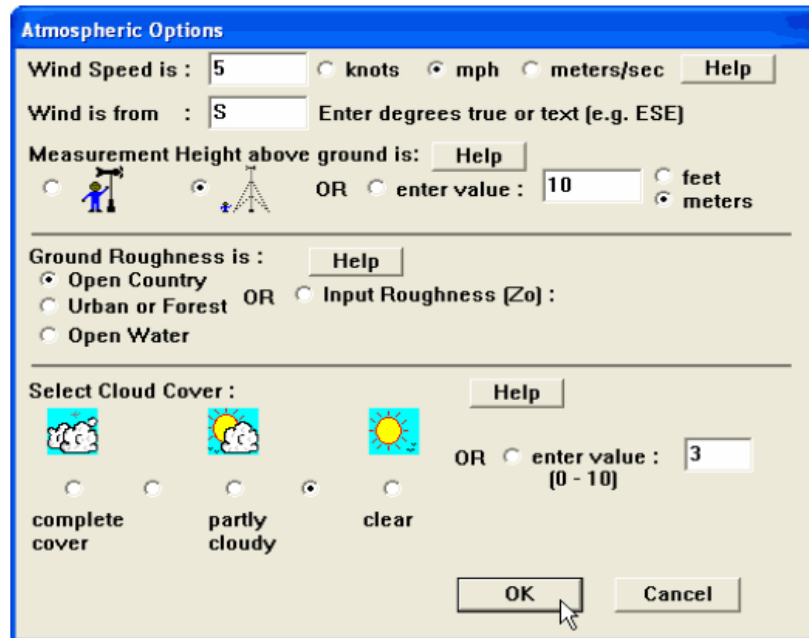 Atmospheric Options
Wind Speed is : 5 knots mph meters/sec Help
Wind is from : S Enter degrees true or text (e.g. ESE)
Measurement Height above ground is: Help
OR enter value : 10 feet
meters
Ground Roughness is : Help
Open Country
Urban or Forest OR Input Roughness (Zo) :
Open Water
Select Cloud Cover : Help
OR enter value : 3
(0 - 10)
complete partly clear
cover cloudy
OK Cancel